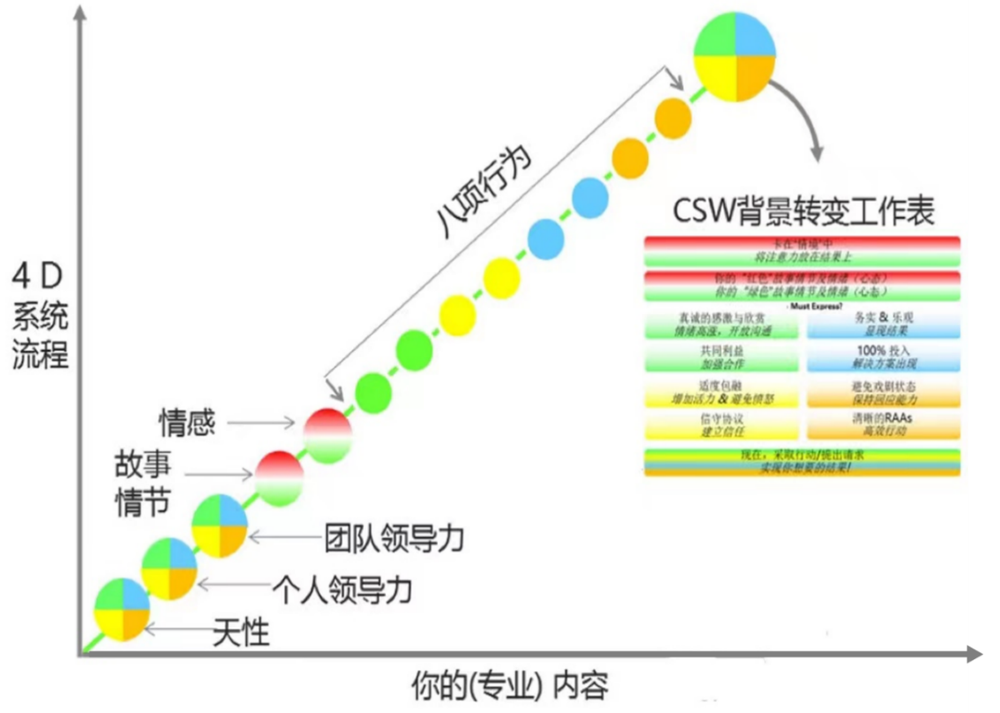 八项行为
CSW背景转变工作表
卡在"情境"中
将注意力放在结果上
你的 "红色"故事情节及情绪（心态）
你的 "绿色"故事情节及情绪（心态）
- Must Express?
真诚的感激与欣赏
情绪高涨，开放沟通
务实 & 乐观
显现结果
共同利益
加强合作
100% 投入
解决方案出现
适度包融
增加活力 & 避免愤怒
避免戏剧状态
保持回应能力
信守协议
建立信任
清晰的RAAs
高效行动
现在，采取行动/提出请求
实现你想要的结果!
4 D
系统
流程
情感
故事
情节
团队领导力
个人领导力
天性
你的(专业) 内容